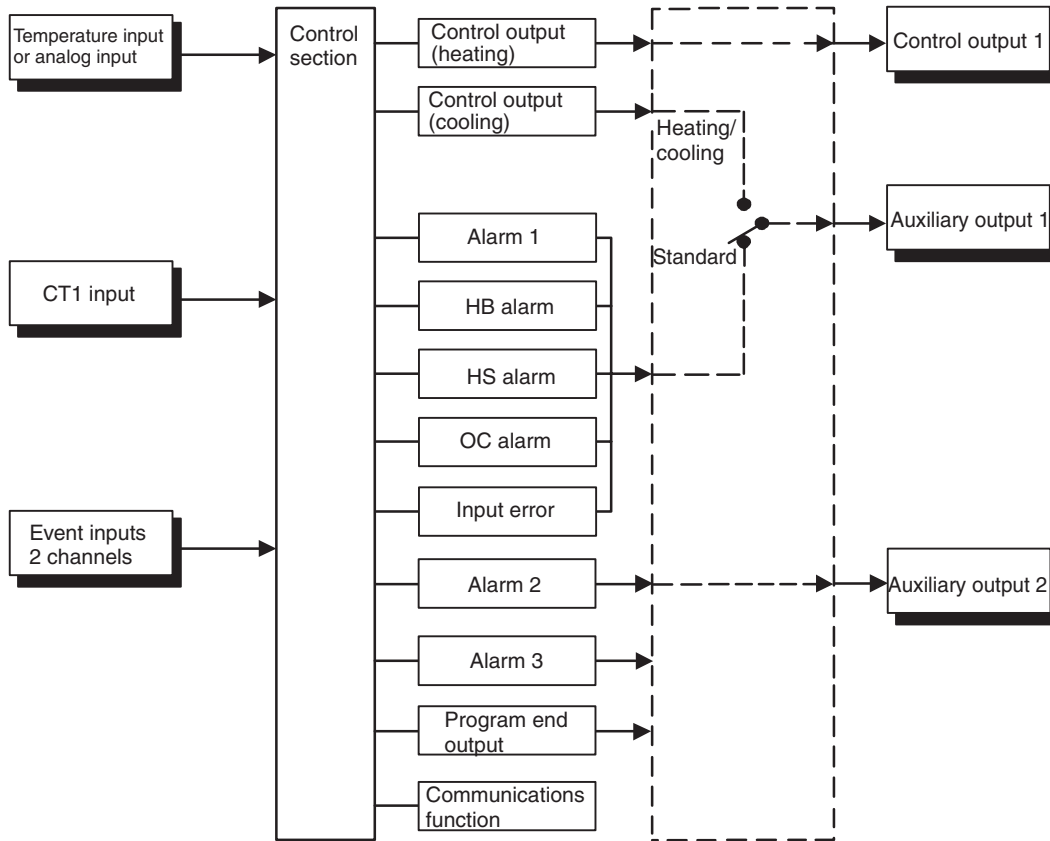 Temperature input
or analog input
CT1 input
Event inputs
2 channels
Control
section
Control output
(heating)
Control output
(cooling)
Alarm 1
HB alarm
HS alarm
OC alarm
Input error
Alarm 2
Alarm 3
Program end
output
Communications
function
Heating/
cooling
Standard
Control output 1
Auxiliary output 1
Auxiliary output 2